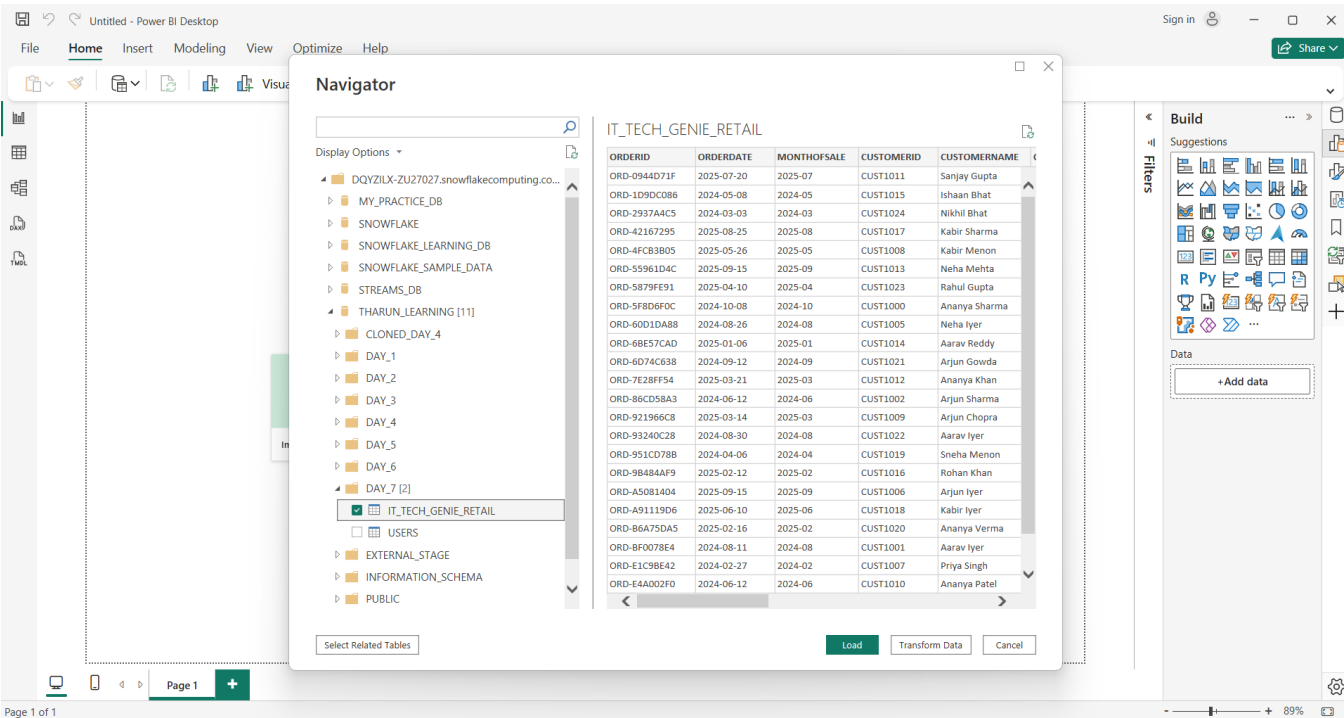 Untitled - Power BI Desktop
Sign in
File Home Insert Modeling View Optimize Help
Share
Visua
Navigator
Display Options
DQYZILX-ZU27027.snowflakecomputing.co...
MY_PRACTICE_DB
SNOWFLAKE
SNOWFLAKE_LEARNING_DB
SNOWFLAKE_SAMPLE_DATA
STREAMS_DB
THARUN_LEARNING [11]
CLONED_DAY_4
DAY_1
DAY_2
DAY_3
DAY_4
DAY_5
DAY_6
DAY_7 [2]
IT_TECH_GENIE_RETAIL
USERS
EXTERNAL_STAGE
INFORMATION_SCHEMA
PUBLIC
IT_TECH_GENIE_RETAIL
ORDERID ORDERDATE MONTHOFSALE CUSTOMERID CUSTOMERNAME
ORD-0944D71F 2025-07-20 2025-07 CUST1011 Sanjay Gupta
ORD-1D9DC086 2024-05-08 2024-05 CUST1015 Ishaan Bhat
ORD-2937A4C5 2024-03-03 2024-03 CUST1024 Nikhil Bhat
ORD-42167295 2025-08-25 2025-08 CUST1017 Kabir Sharma
ORD-4FCB3B05 2025-05-26 2025-05 CUST1008 Kabir Menon
ORD-55961D4C 2025-09-15 2025-09 CUST1013 Neha Mehta
ORD-5879FE91 2025-04-10 2025-04 CUST1023 Rahul Gupta
ORD-5F8D6F0C 2024-10-08 2024-10 CUST1000 Ananya Sharma
ORD-60D1DA88 2024-08-26 2024-08 CUST1005 Neha Iyer
ORD-6BE57CAD 2025-01-06 2025-01 CUST1014 Aarav Reddy
ORD-6D74C638 2024-09-12 2024-09 CUST1021 Arjun Gowda
ORD-7E28FF54 2025-03-21 2025-03 CUST1012 Ananya Khan
ORD-86CD58A3 2024-06-12 2024-06 CUST1002 Arjun Sharma
ORD-921966C8 2025-03-14 2025-03 CUST1009 Arjun Chopra
ORD-93240C28 2024-08-30 2024-08 CUST1022 Aarav Iyer
ORD-951CD78B 2024-04-06 2024-04 CUST1019 Sneha Menon
ORD-9B484AF9 2025-02-12 2025-02 CUST1016 Rohan Khan
ORD-A5081404 2025-09-15 2025-09 CUST1006 Arjun Iyer
ORD-A91119D6 2025-06-10 2025-06 CUST1018 Kabir Iyer
ORD-B6A75DA5 2025-02-16 2025-02 CUST1020 Ananya Verma
ORD-BF0078E4 2024-08-11 2024-08 CUST1001 Aarav Iyer
ORD-E1C9BE42 2024-02-27 2024-02 CUST1007 Priya Singh
ORD-E4A002F0 2024-06-12 2024-06 CUST1010 Ananya Patel
Select Related Tables
Load Transform Data Cancel
In
Filters
Build ...
Suggestions
123
R Py
...
Data
+Add data
DAX
TMDL
Page 1
Page 1 of 1
- + 89%